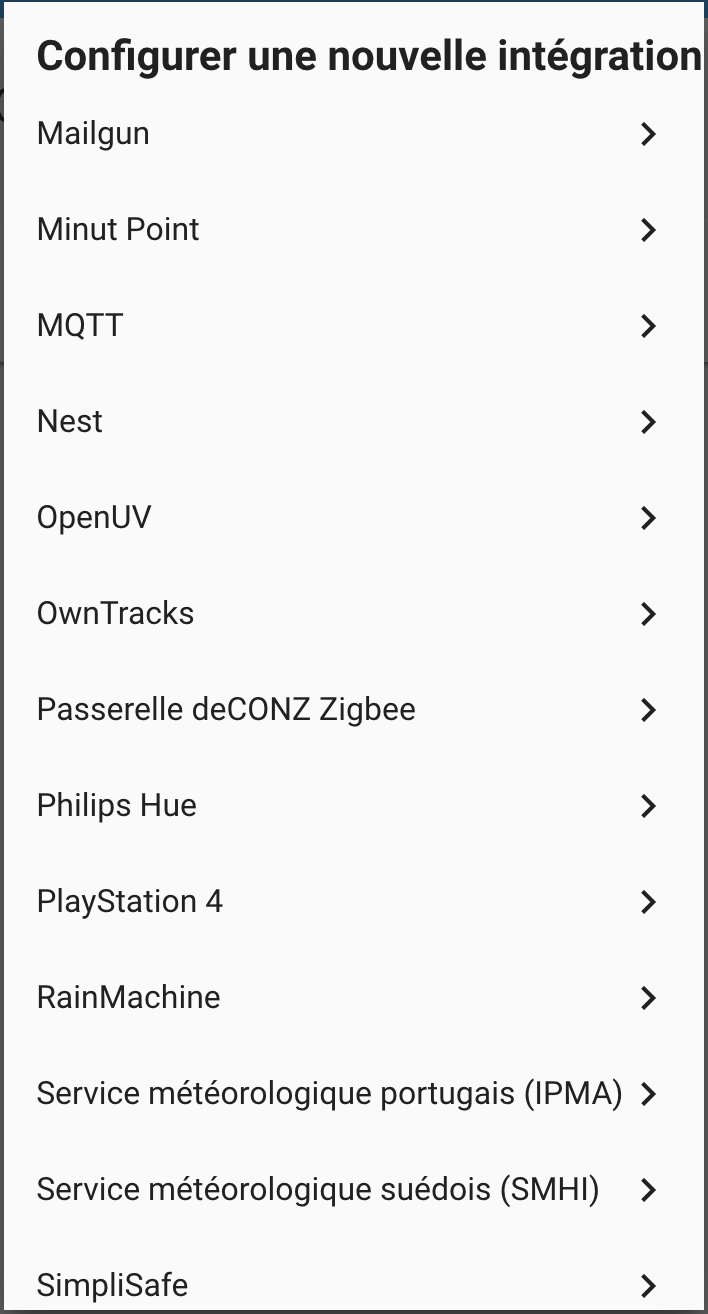 Configurer une nouvelle intégration
Mailgun
Minut Point
MQTT
Nest
OpenUV
OwnTracks
Passerelle deCONZ Zigbee
Philips Hue
PlayStation 4
RainMachine
Service météorologique portugais (IPMA)
Service météorologique suédois (SMHI)
SimpliSafe